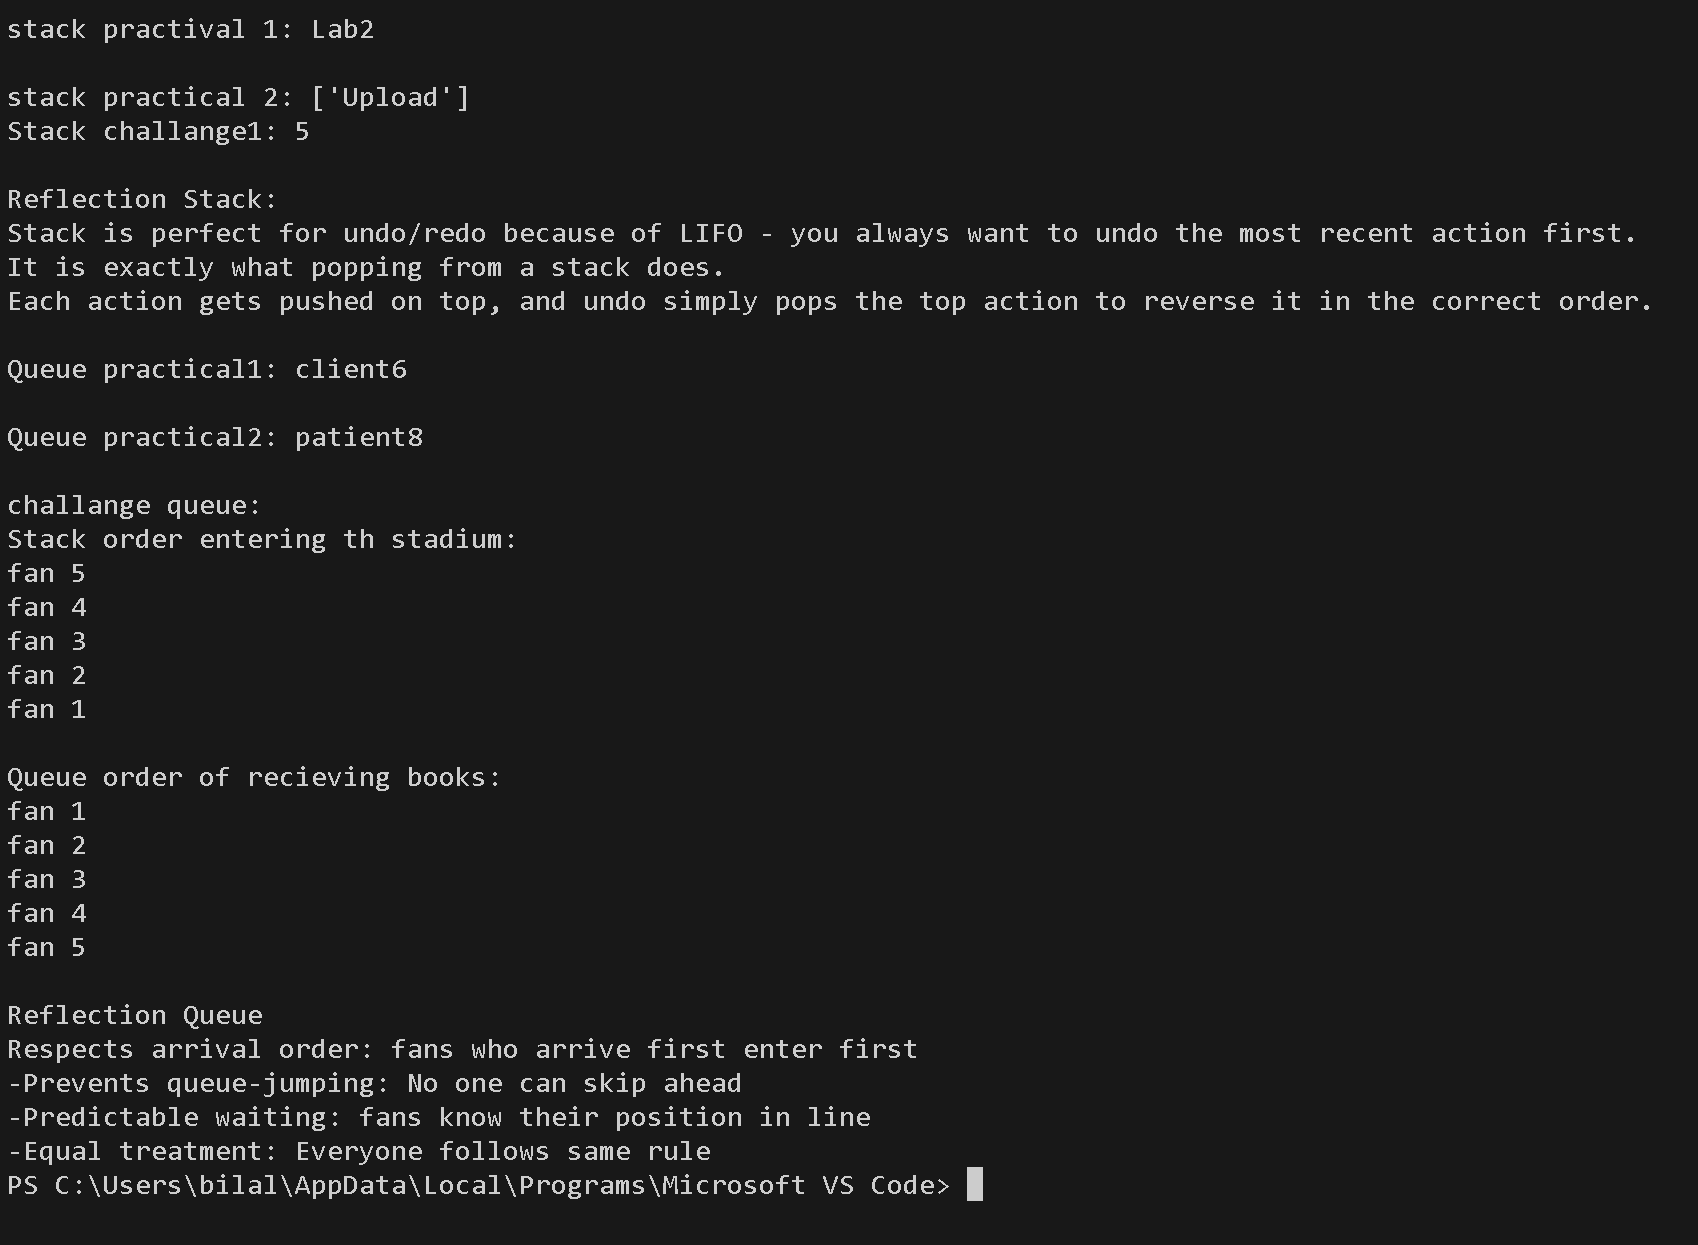 stack practival 1: Lab2
stack practical 2: ['Upload']
Stack challange1: 5
Reflection Stack:
Stack is perfect for undo/redo because of LIFO - you always want to undo the most recent action first.
It is exactly what popping from a stack does.
Each action gets pushed on top, and undo simply pops the top action to reverse it in the correct order.
Queue practical1: client6
Queue practical2: patient8
challange queue:
Stack order entering th stadium:
fan 5
fan 4
fan 3
fan 2
fan 1
Queue order of recieving books:
fan 1
fan 2
fan 3
fan 4
fan 5
Reflection Queue
Respects arrival order: fans who arrive first enter first
-Prevents queue-jumping: No one can skip ahead
-Predictable waiting: fans know their position in line
-Equal treatment: Everyone follows same rule
PS C:\Users\bilal\AppData\Local\Programs\Microsoft VS Code>